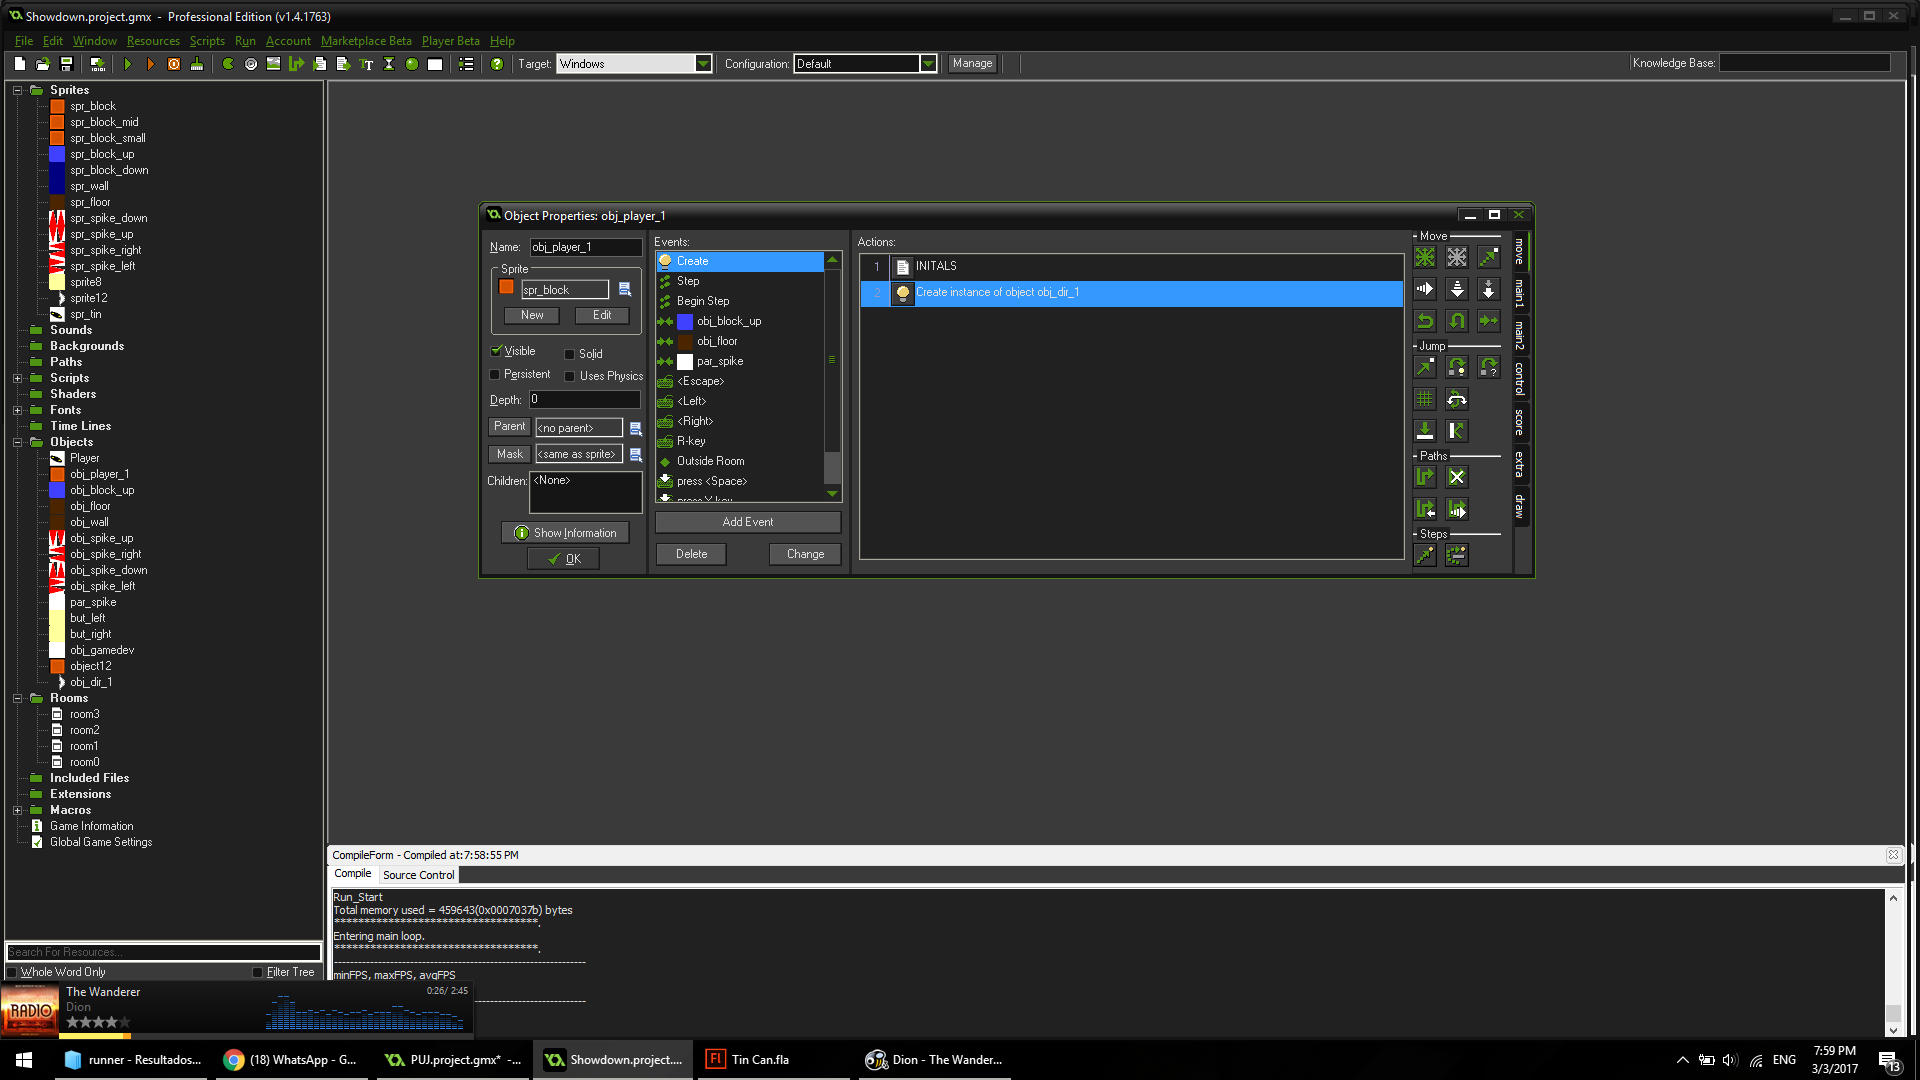 Showdown.project.gmx - Professional Edition (v1.4.1763)
File Edit Window Resources Scripts Run Account Marketplace Beta Player Beta Help
Target: Windows Configuration: Default Manage Knowledge Base:
Sprites
spr_block
spr_block_mid
spr_block_small
spr_block_up
spr_block_down
spr_wall
spr_floor
spr_spike_down
spr_spike_up
spr_spike_right
spr_spike_left
sprite8
sprite12
spr_tin
Sounds
Backgrounds
Paths
Scripts
Shaders
Fonts
Time Lines
Objects
Player
obj_player_1
obj_block_up
obj_floor
obj_wall
obj_spike_up
obj_spike_right
obj_spike_down
obj_spike_left
par_spike
but_left
but_right
obj_gamedev
object12
obj_dir_1
Rooms
room3
room2
room1
room0
Included Files
Extensions
Macros
Game Information
Global Game Settings
Search For Resources...
Whole Word Only Filter Tree
Object Properties: obj_player_1
Name: obj_player_1
Sprite
spr_block
New Edit
Visible Solid
Persistent Uses Physics
Depth: 0
Parent <no parent>
Mask <same as sprite>
Children: <None>
Show Information
OK
Events:
Create
Step
Begin Step
obj_block_up
obj_floor
par_spike
<Escape>
<Left>
<Right>
R-key
Outside Room
press <Space>
press Y-key
Add Event
Delete Change
Actions:
1 INITALS
2 Create instance of object obj_dir_1
Move
Jump
Paths
Steps
move
main1
main2
control
score
extra
draw
CompileForm - Compiled at:7:58:55 PM
Compile Source Control
Run_Start
Total memory used = 459643(0x0007037b) bytes
**********************************.
Entering main loop.
**********************************.
minFPS, maxFPS, avgFPS
RADIO
The Wanderer 0:26/ 2:45
Dion
runner - Resultados...
(18) WhatsApp - G...
PUJ.project.gmx* -...
Showdown.project....
Tin Can.fla
Dion - The Wander...
ENG
7:59 PM
3/3/2017
13